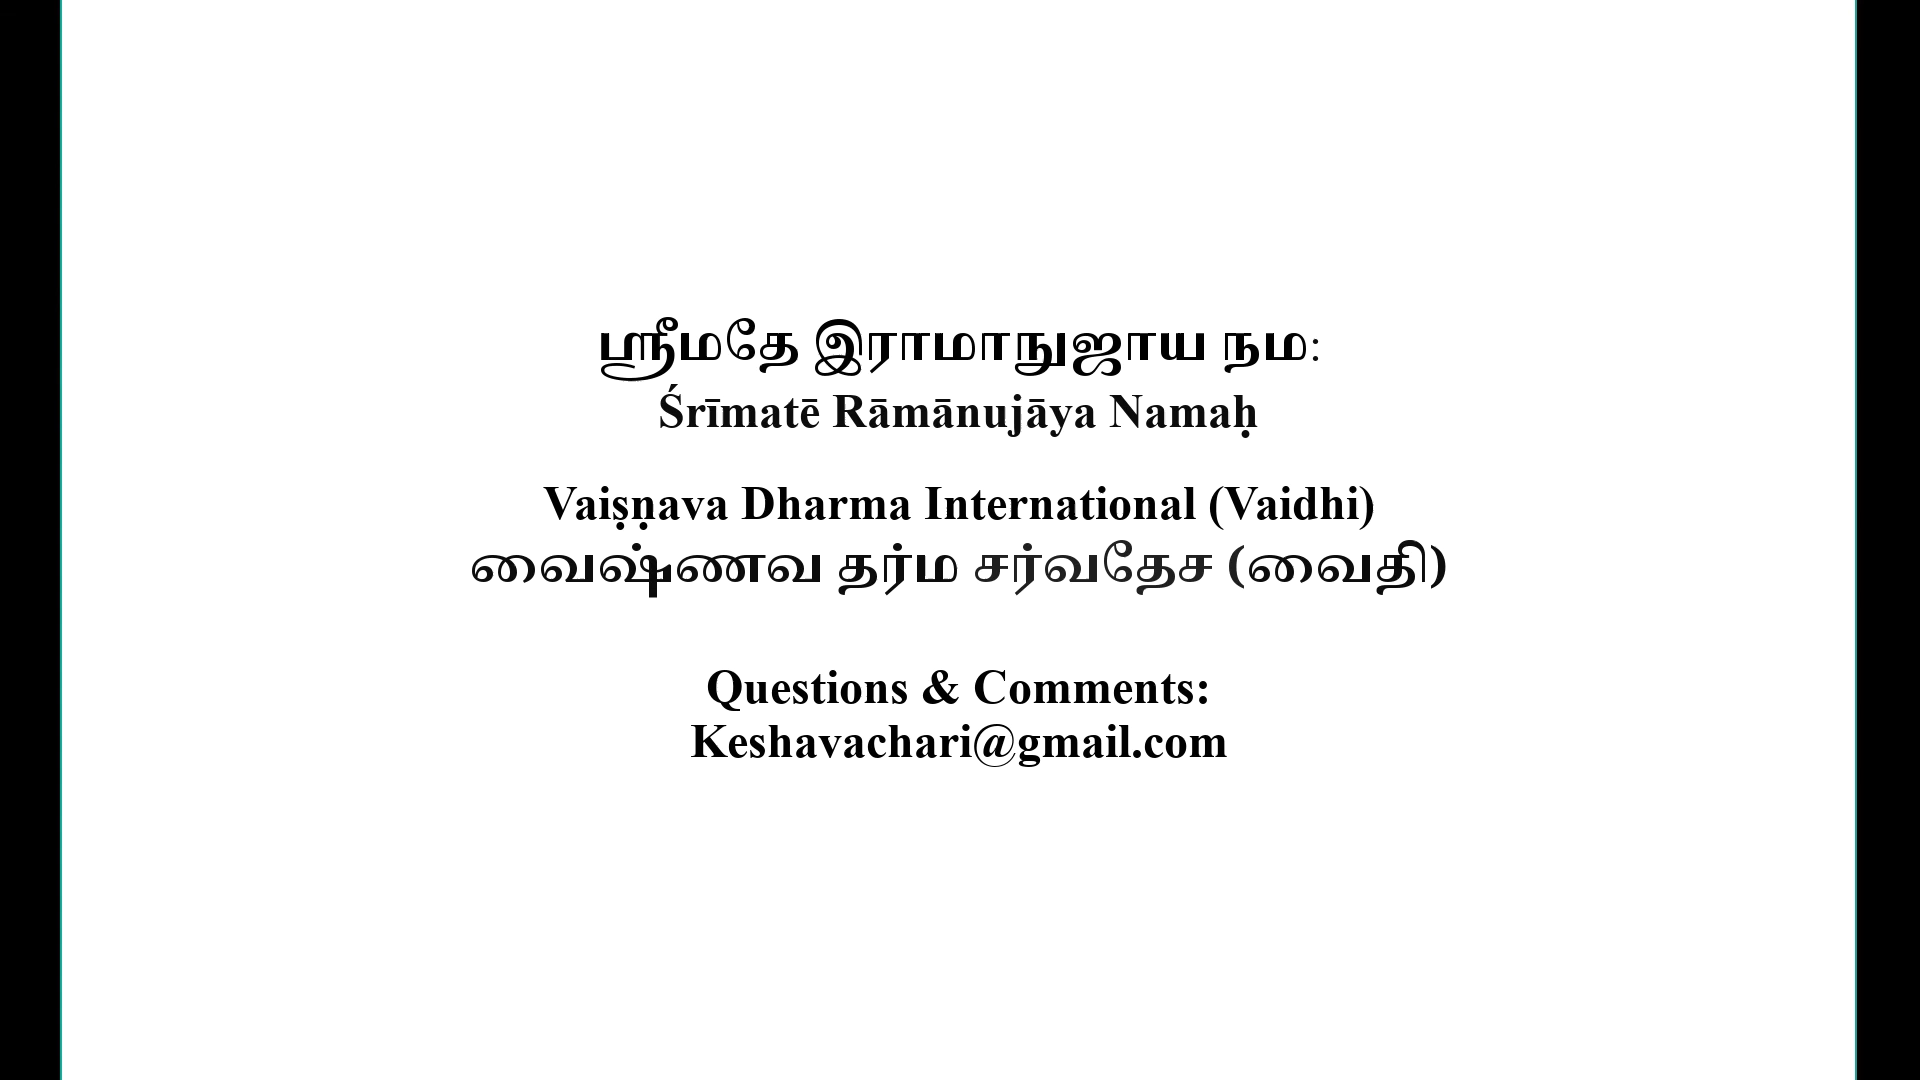 ஸ்ரீமதே இராமாநுஜாய நம:
Śrīmatē Rāmānujāya Namaḥ
Vaiṣṇava Dharma International (Vaidhi)
வைஷ்ணவ தர்ம சர்வதேச (வைதி)
Questions & Comments:
Keshavachari@gmail.com